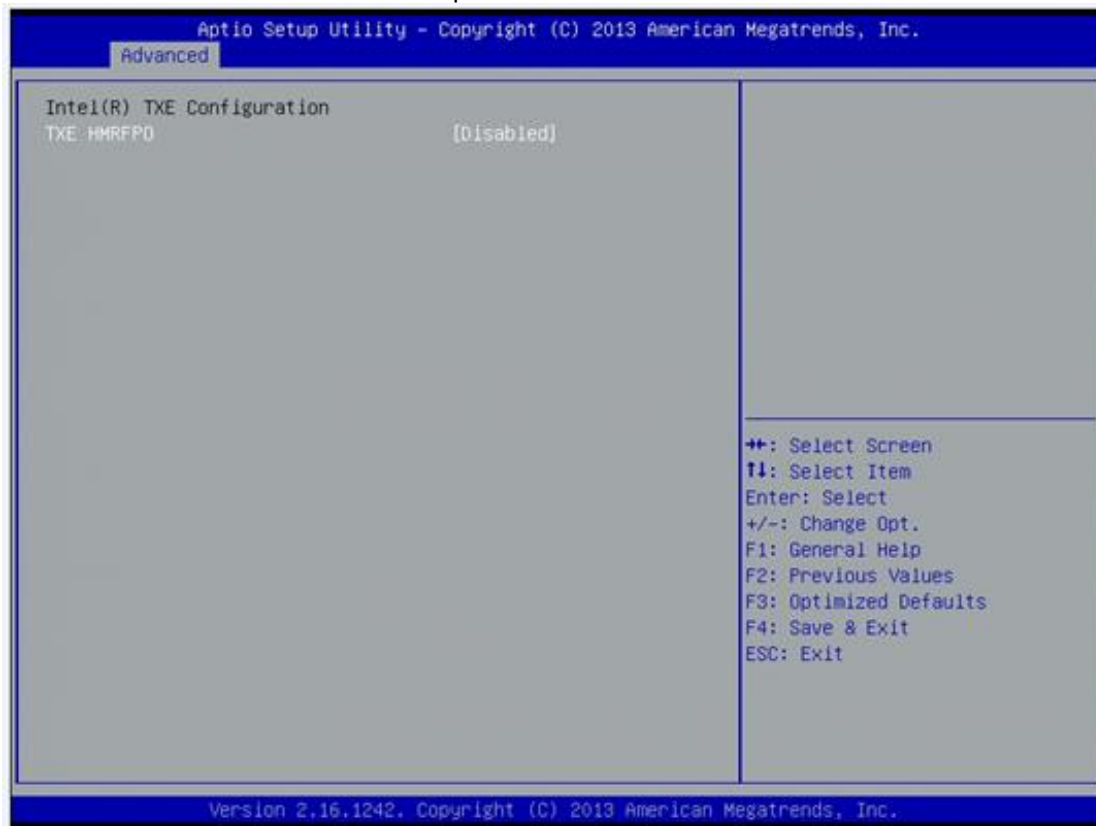 Aptio Setup Utility – Copyright (C) 2013 American Megatrends, Inc.
Advanced
Intel(R) TXE Configuration
TXE HMRFPO [Disabled]
→←: Select Screen
↑↓: Select Item
Enter: Select
+/-: Change Opt.
F1: General Help
F2: Previous Values
F3: Optimized Defaults
F4: Save & Exit
ESC: Exit
Version 2.16.1242. Copyright (C) 2013 American Megatrends, Inc.